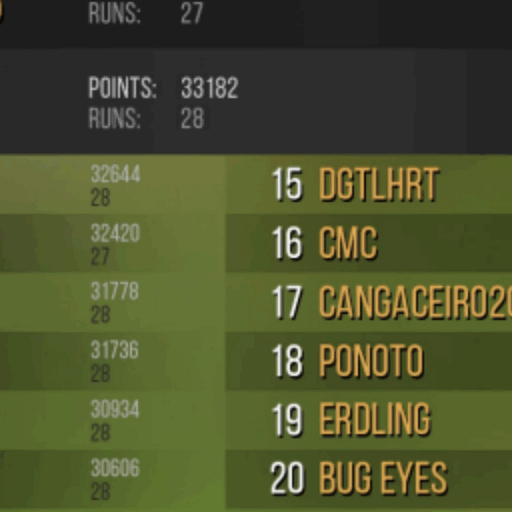 RUNS: 27
POINTS: 33182
RUNS: 28
32644
28
15 DGTLHRT
32420
27
16 CMC
31778
28
17 CANGACEIRO20
31736
28
18 PONOTO
30934
28
19 ERDLING
30606
28
20 BUG EYES